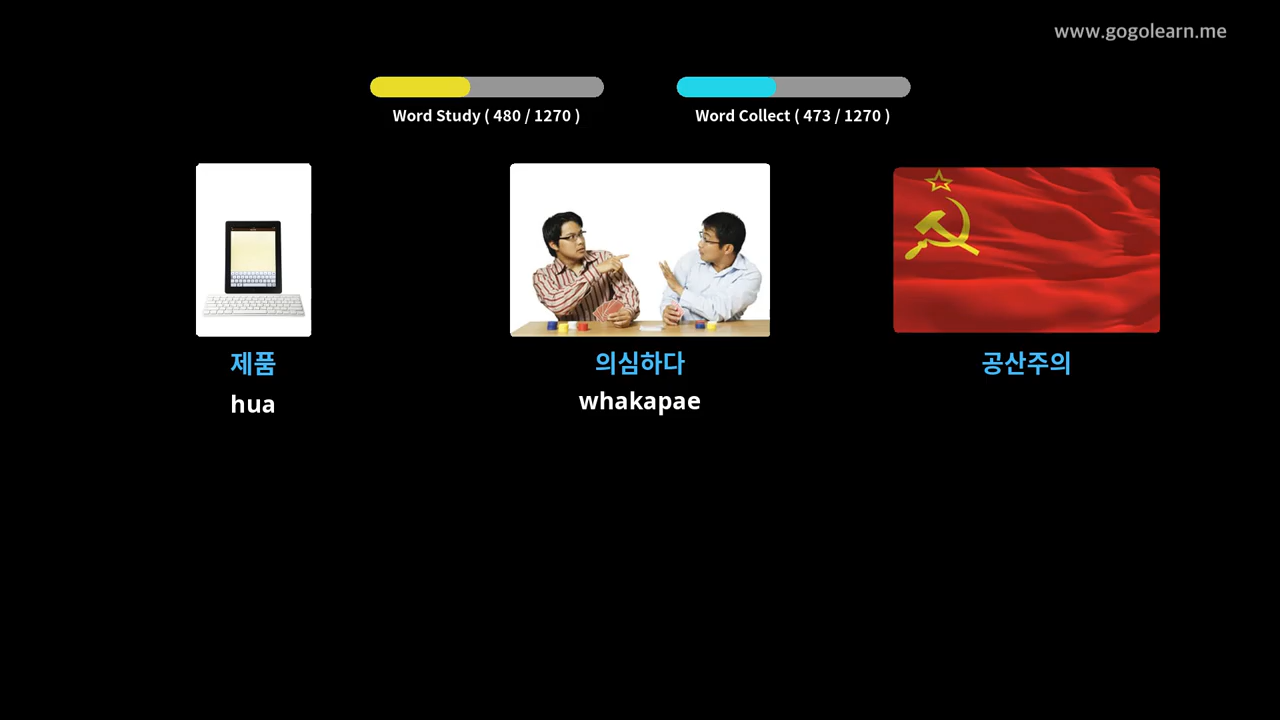 www.gogolearn.me
Word Study ( 480 / 1270 )
Word Collect ( 473 / 1270 )
제품
의심하다
공산주의
hua
whakapae